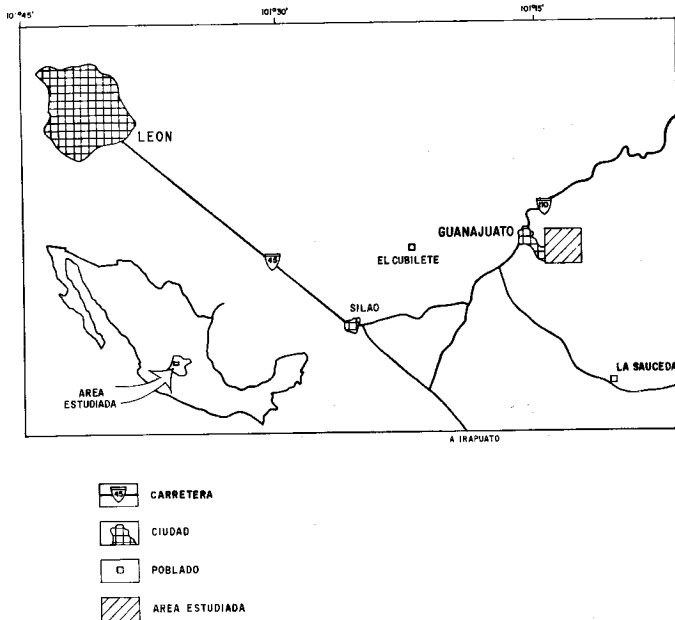 101°45'
101°30'
101°15'
LEON
110
GUANAJUATO
EL CUBILETE
45
SILAO
LA SAUCEDA
AREA
ESTUDIADA
A IRAPUATO
45
CARRETERA
CIUDAD
POBLADO
AREA ESTUDIADA